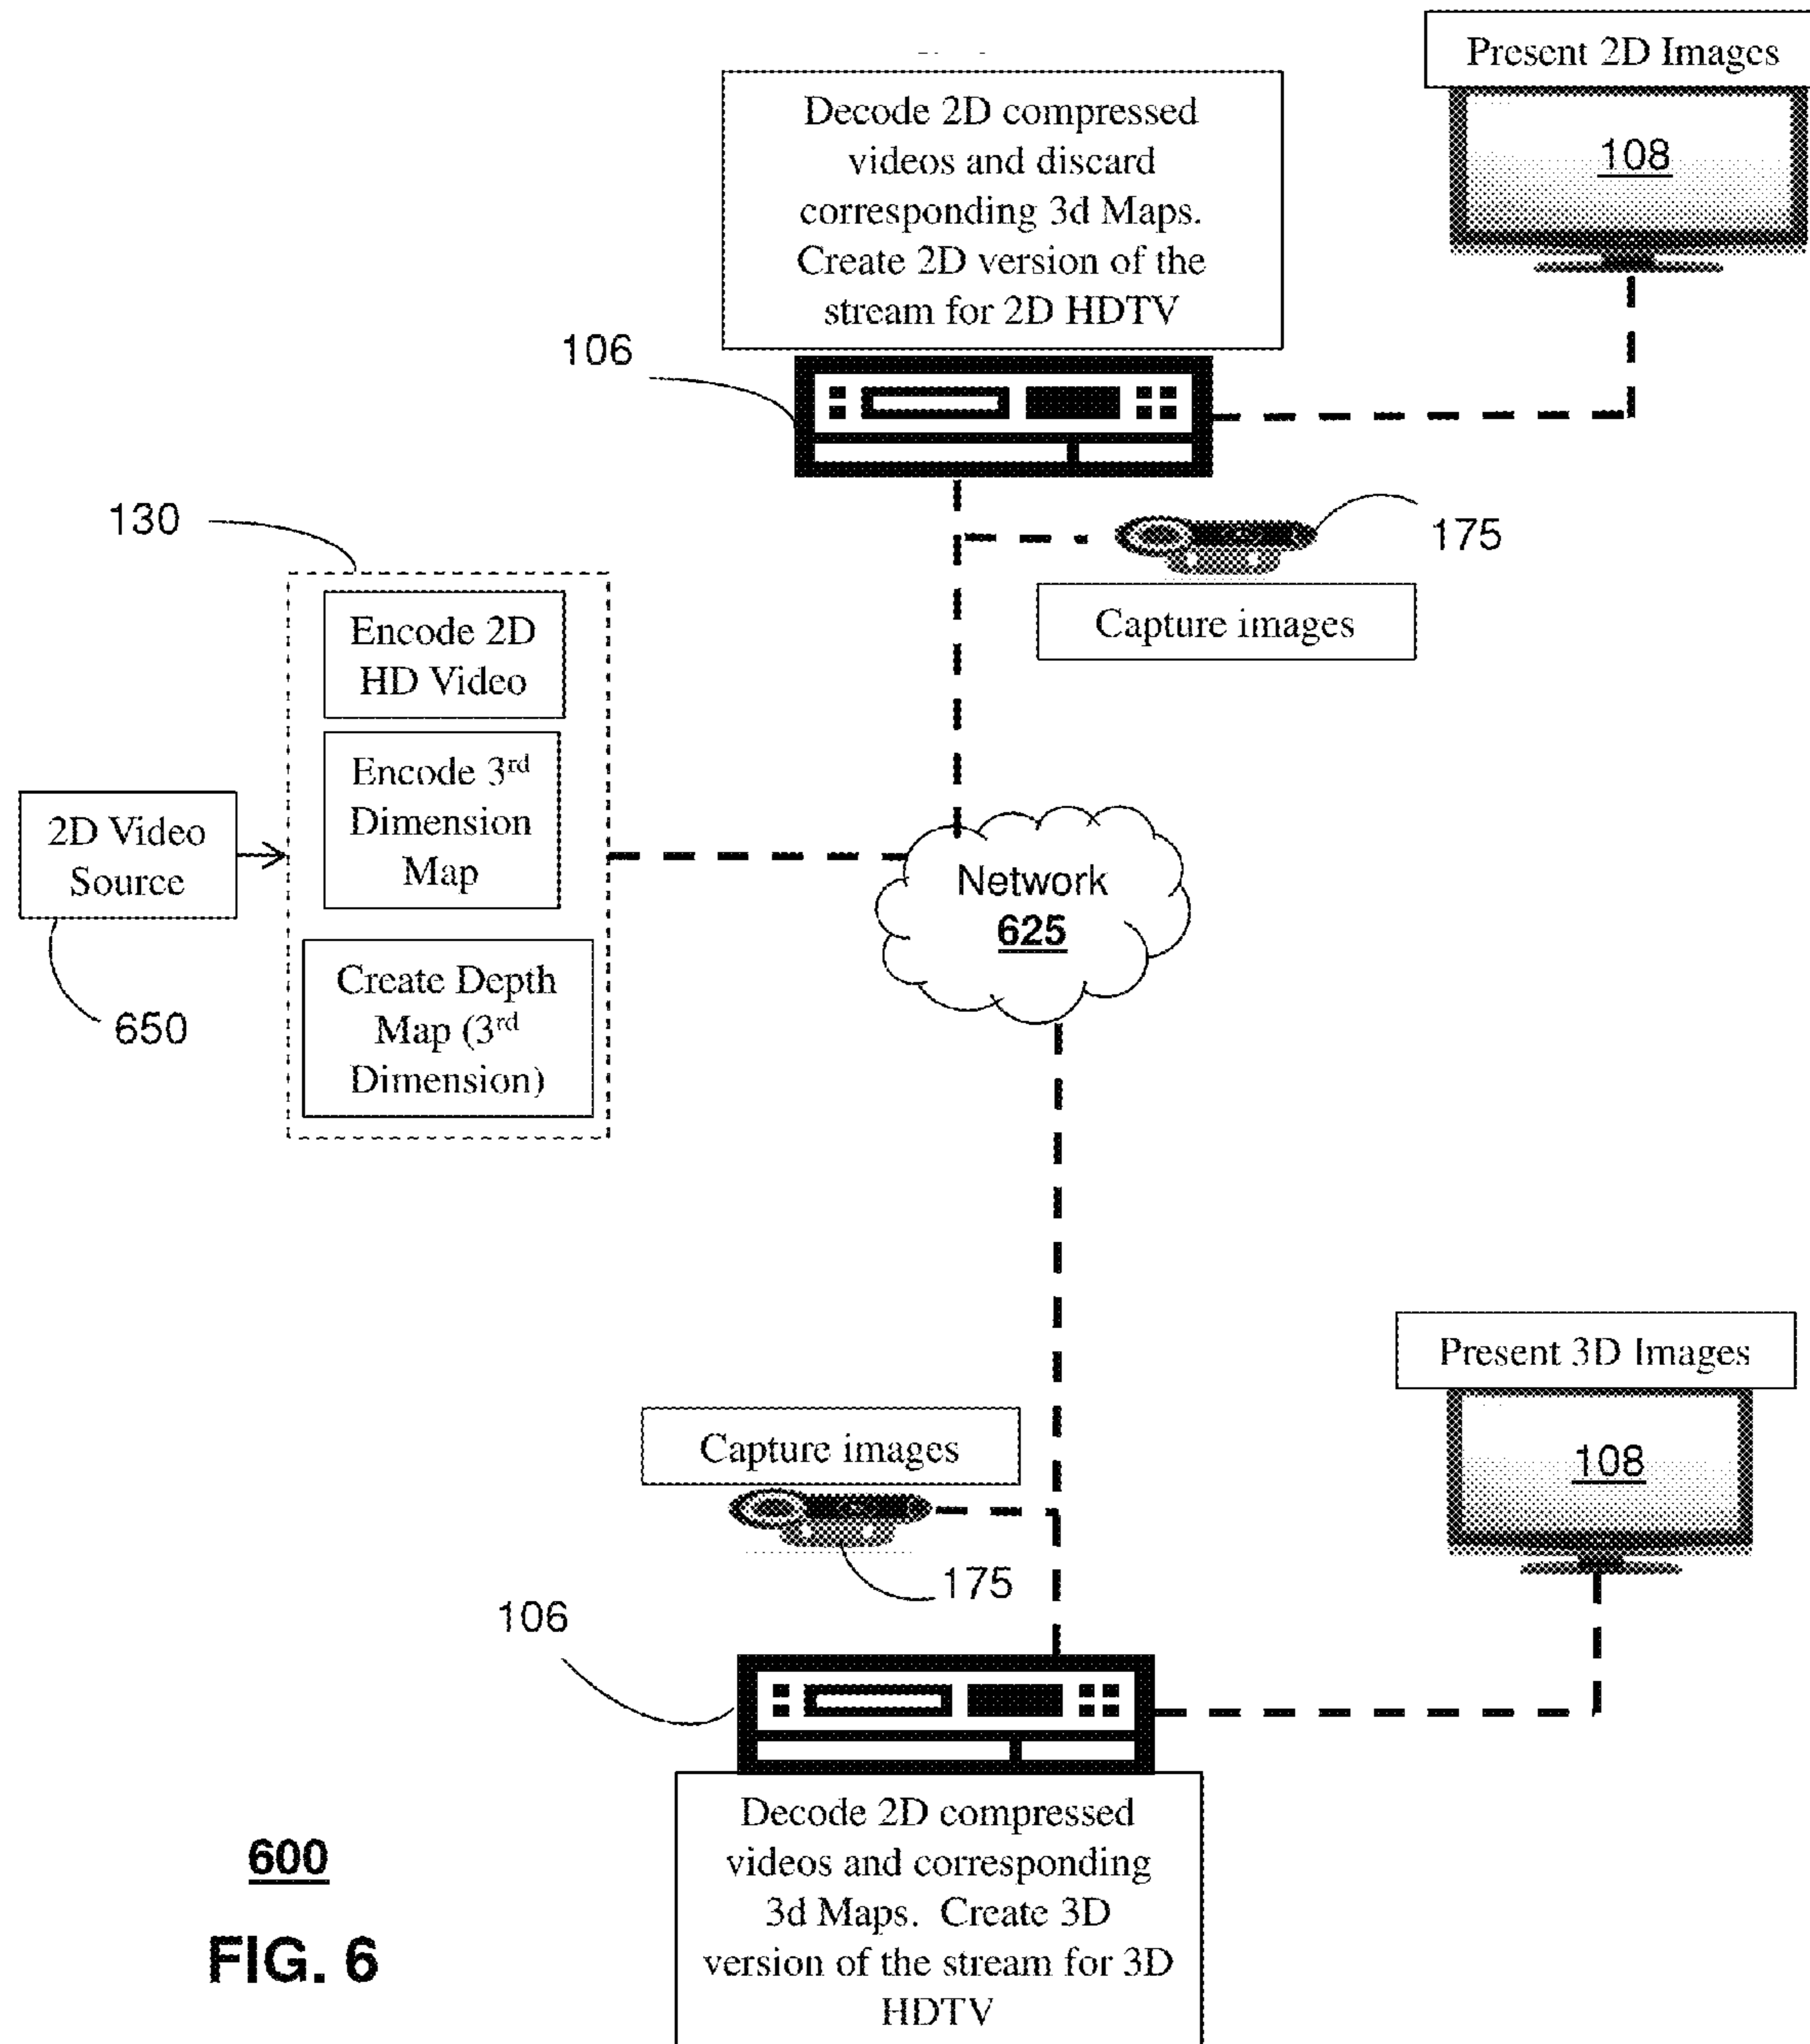 Present 2D Images
108
Decode 2D compressed
videos and discard
corresponding 3d Maps.
Create 2D version of the
stream for 2D HDTV
106
175
Capture images
130
Encode 2D
HD Video
Encode 3rd
Dimension
Map
Create Depth
Map (3rd
Dimension)
2D Video
Source
650
Network
625
Present 3D Images
108
Capture images
175
106
Decode 2D compressed
videos and corresponding
3d Maps. Create 3D
version of the stream for 3D
HDTV
600
FIG. 6